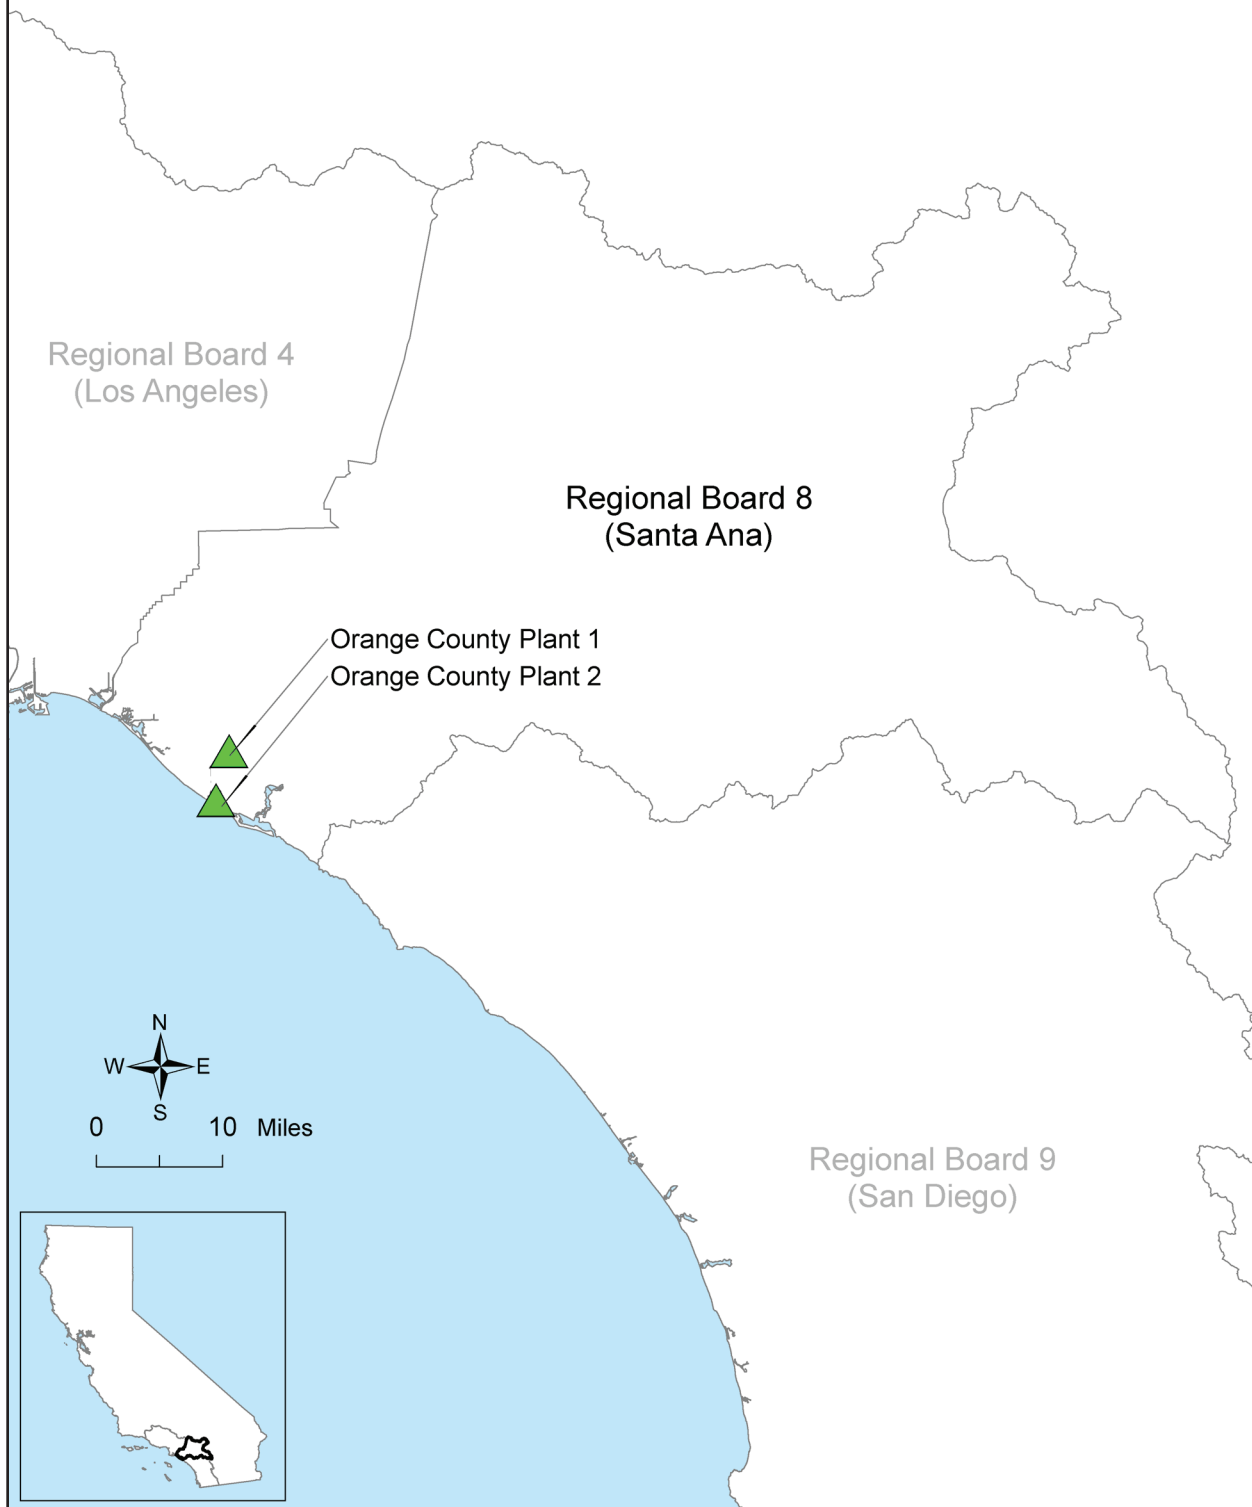 Regional Board 4
(Los Angeles)
Regional Board 8
(Santa Ana)
Orange County Plant 1
Orange County Plant 2
N
W E
S
0 10 Miles
Regional Board 9
(San Diego)